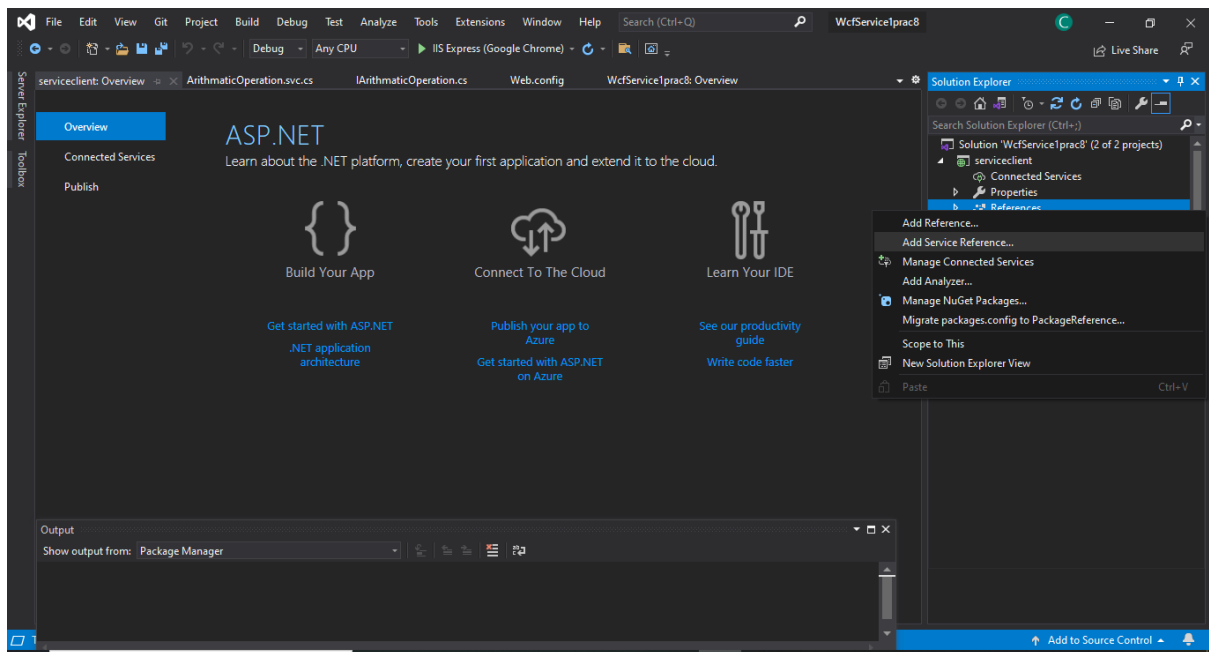 File Edit View Git Project Build Debug Test Analyze Tools Extensions Window Help Search (Ctrl+Q) WcfService1prac8 C
Debug Any CPU IIS Express (Google Chrome) Live Share
Server Explorer
Toolbox
serviceclient: Overview ArithmaticOperation.svc.cs IArithmaticOperation.cs Web.config WcfService1prac8: Overview
Overview
Connected Services
Publish
ASP.NET
Learn about the .NET platform, create your first application and extend it to the cloud.
Build Your App
Get started with ASP.NET
.NET application
architecture
Connect To The Cloud
Publish your app to
Azure
Get started with ASP.NET
on Azure
Learn Your IDE
See our productivity
guide
Write code faster
Solution Explorer
Search Solution Explorer (Ctrl+;)
Solution 'WcfService1prac8' (2 of 2 projects)
serviceclient
Connected Services
Properties
References
Add Reference...
Add Service Reference...
Manage Connected Services
Add Analyzer...
Manage NuGet Packages...
Migrate packages.config to PackageReference...
Scope to This
New Solution Explorer View
Paste Ctrl+V
Output
Show output from: Package Manager
Add to Source Control